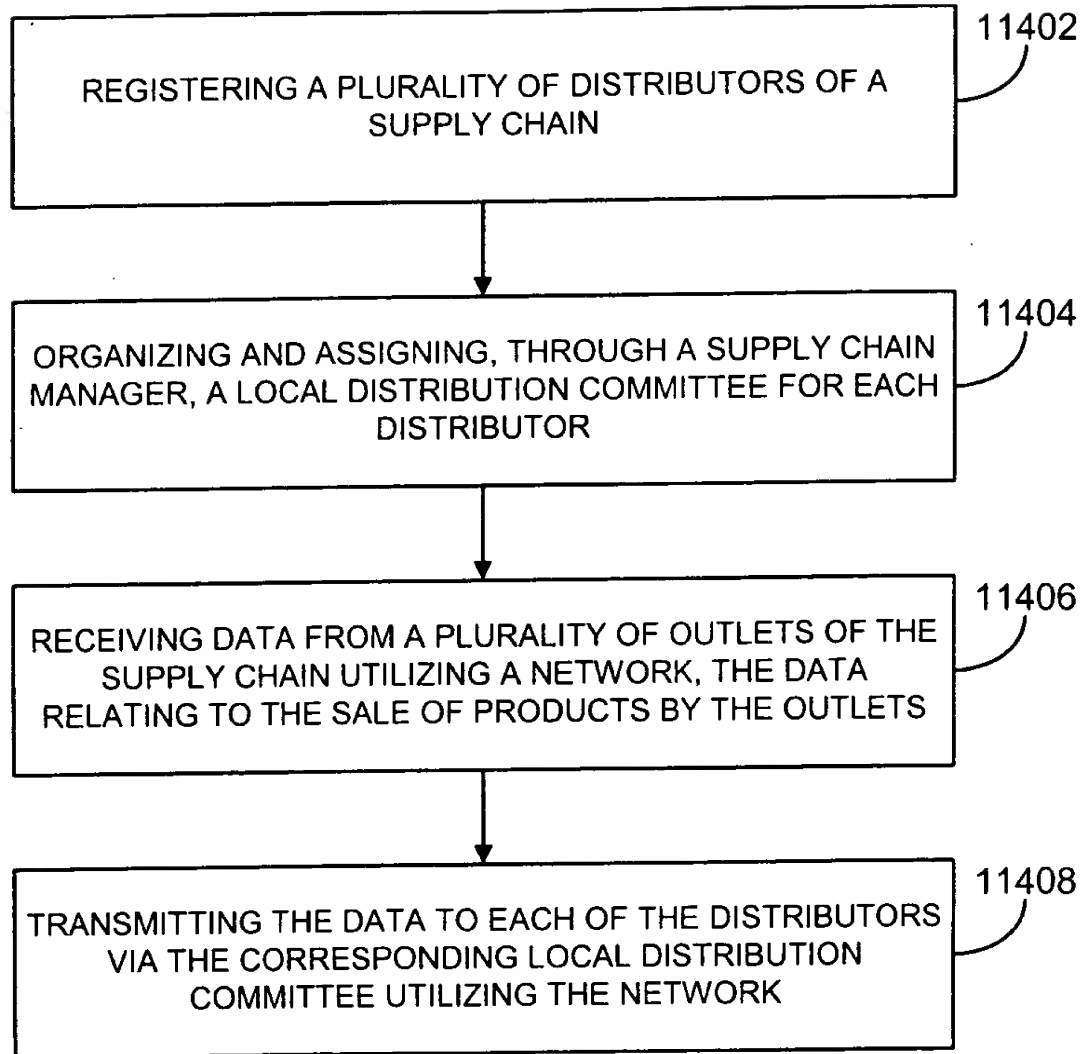 11402
REGISTERING A PLURALITY OF DISTRIBUTORS OF A
SUPPLY CHAIN
11404
ORGANIZING AND ASSIGNING, THROUGH A SUPPLY CHAIN
MANAGER, A LOCAL DISTRIBUTION COMMITTEE FOR EACH
DISTRIBUTOR
11406
RECEIVING DATA FROM A PLURALITY OF OUTLETS OF THE
SUPPLY CHAIN UTILIZING A NETWORK, THE DATA
RELATING TO THE SALE OF PRODUCTS BY THE OUTLETS
11408
TRANSMITTING THE DATA TO EACH OF THE DISTRIBUTORS
VIA THE CORRESPONDING LOCAL DISTRIBUTION
COMMITTEE UTILIZING THE NETWORK